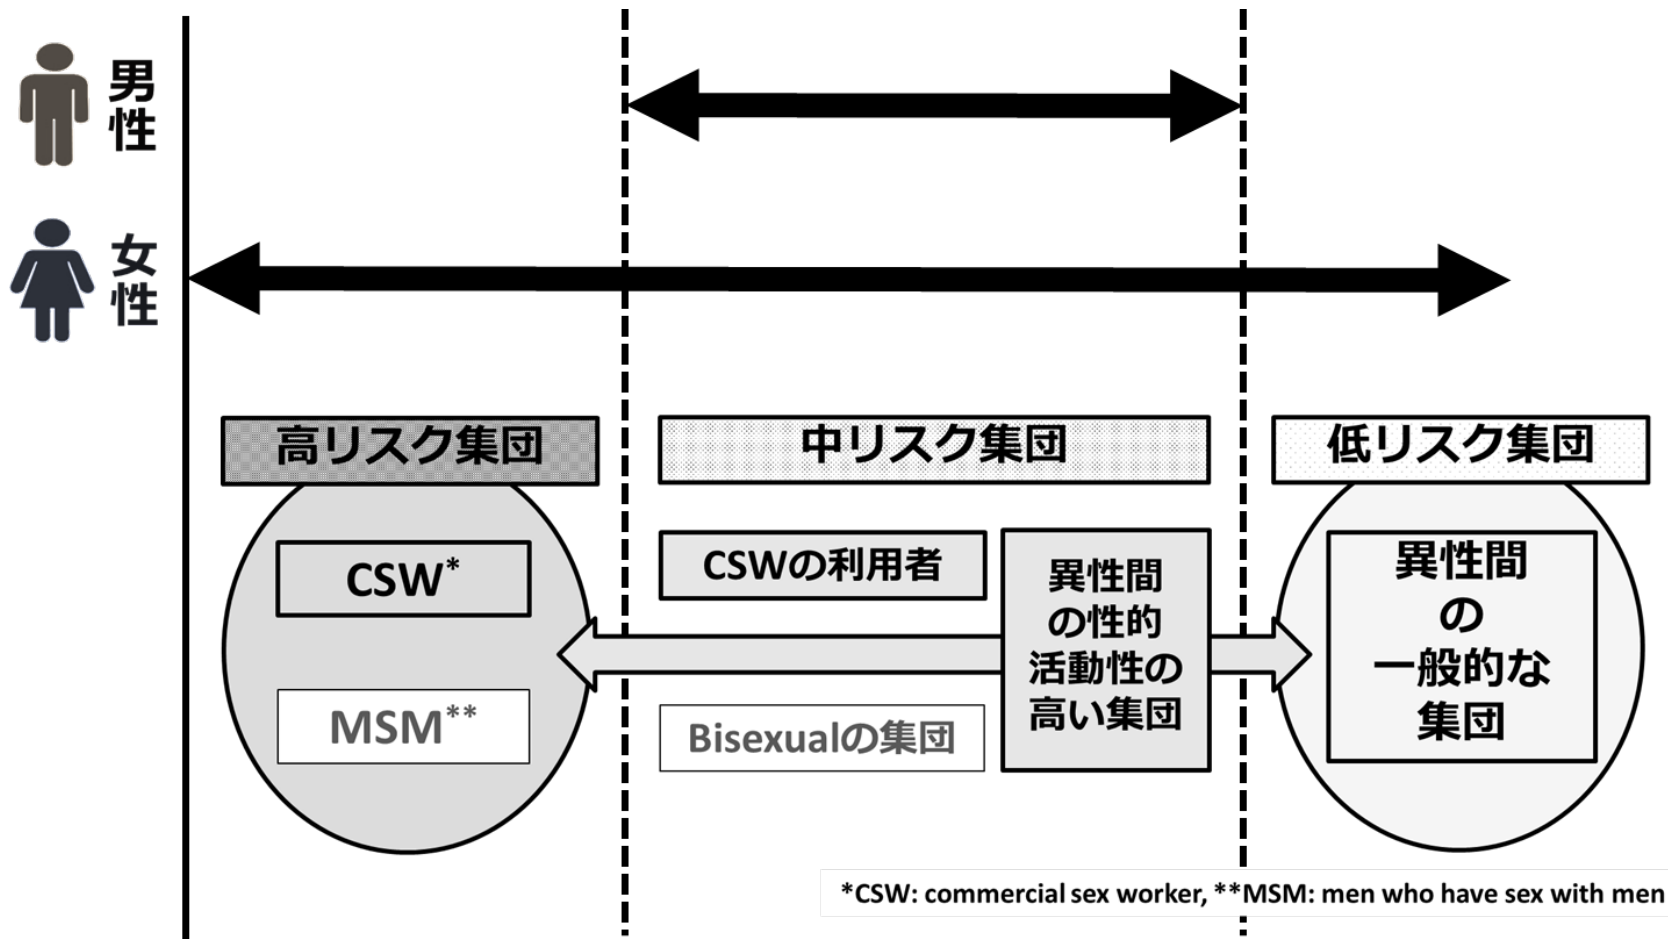 男性
女性
高リスク集団
中リスク集団
低リスク集団
CSW*
MSM**
CSWの利用者
Bisexualの集団
異性間
の性的
活動性の
高い集団
異性間
の
一般的な
集団
*CSW: commercial sex worker, **MSM: men who have sex with men